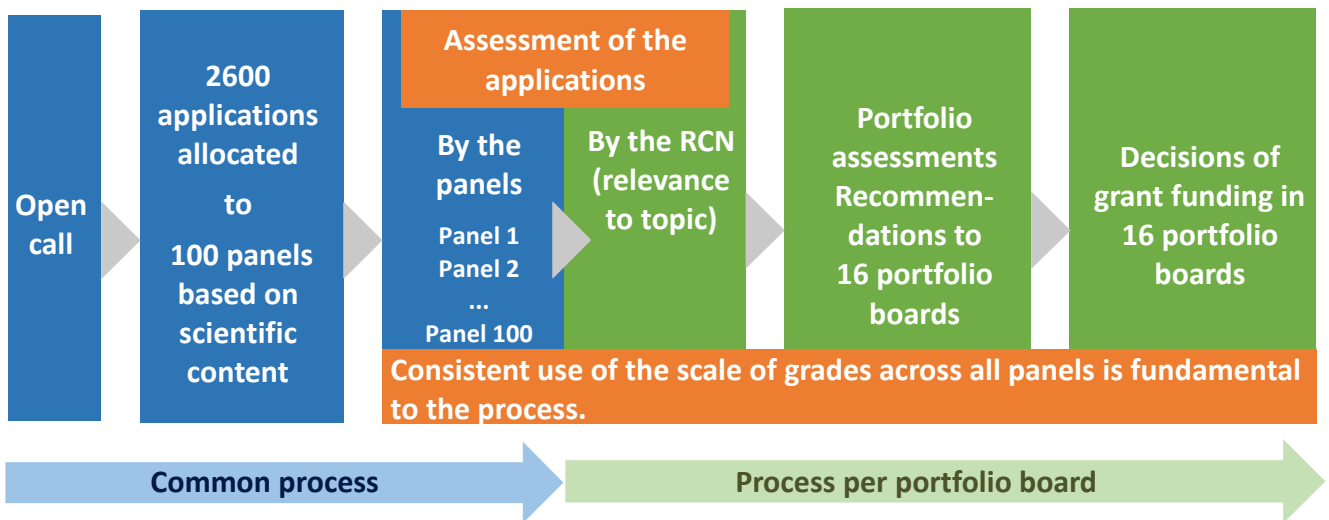 Open
call
2600
applications
allocated
to
100 panels
based on
scientific
content
Assessment of the
applications
By the
panels
Panel 1
Panel 2
...
Panel 100
By the RCN
(relevance
to topic)
Portfolio
assessments
Recommen-
dations to
16 portfolio
boards
Decisions of
grant funding in
16 portfolio
boards
Consistent use of the scale of grades across all panels is fundamental
to the process.
Common process
Process per portfolio board